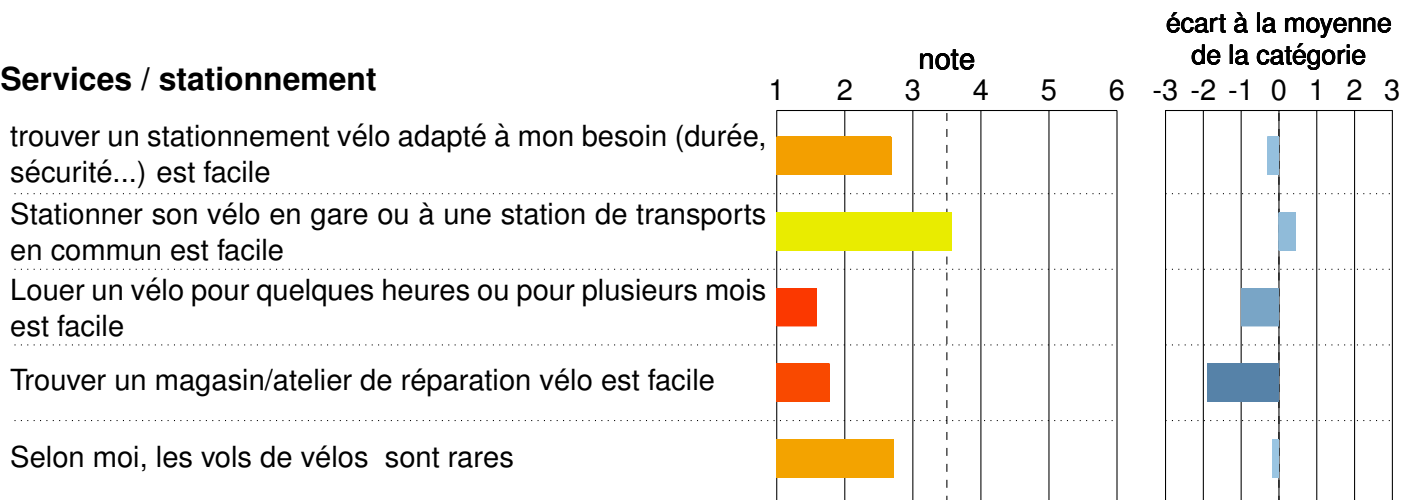 écart à la moyenne
note de la catégorie
Services / stationnement
1 2 3 4 5 6 -3 -2 -1 0 1 2 3
trouver un stationnement vélo adapté à mon besoin (durée,
sécurité...) est facile
Stationner son vélo en gare ou à une station de transports
en commun est facile
Louer un vélo pour quelques heures ou pour plusieurs mois
est facile
Trouver un magasin/atelier de réparation vélo est facile
Selon moi, les vols de vélos sont rares